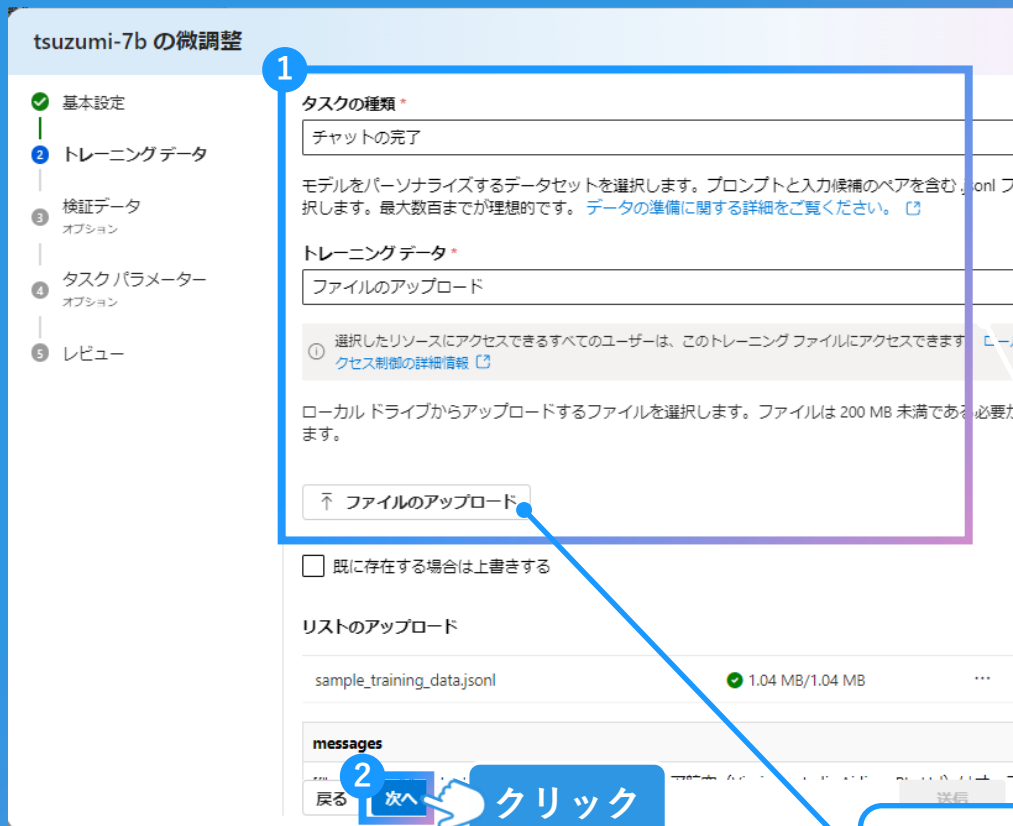 tsuzumi-7b の微調整
1
基本設定
2 トレーニング データ
3 検証データ
オプション
4 タスク パラメーター
オプション
5 レビュー
タスクの種類 *
チャットの完了
モデルをパーソナライズするデータセットを選択します。プロンプトと入力候補のペアを含む .jsonl フ
択します。最大数百までが理想的です。 データの準備に関する詳細をご覧ください。
トレーニング データ *
ファイルのアップロード
選択したリソースにアクセスできるすべてのユーザーは、このトレーニング ファイルにアクセスできます
クセス制御の詳細情報
ローカル ドライブからアップロードするファイルを選択します。ファイルは 200 MB 未満である必要が
ます。
ファイルのアップロード
既に存在する場合は上書きする
リストのアップロード
sample_training_data.jsonl 1.04 MB/1.04 MB ...
messages
2
戻る 次へ クリック 送信